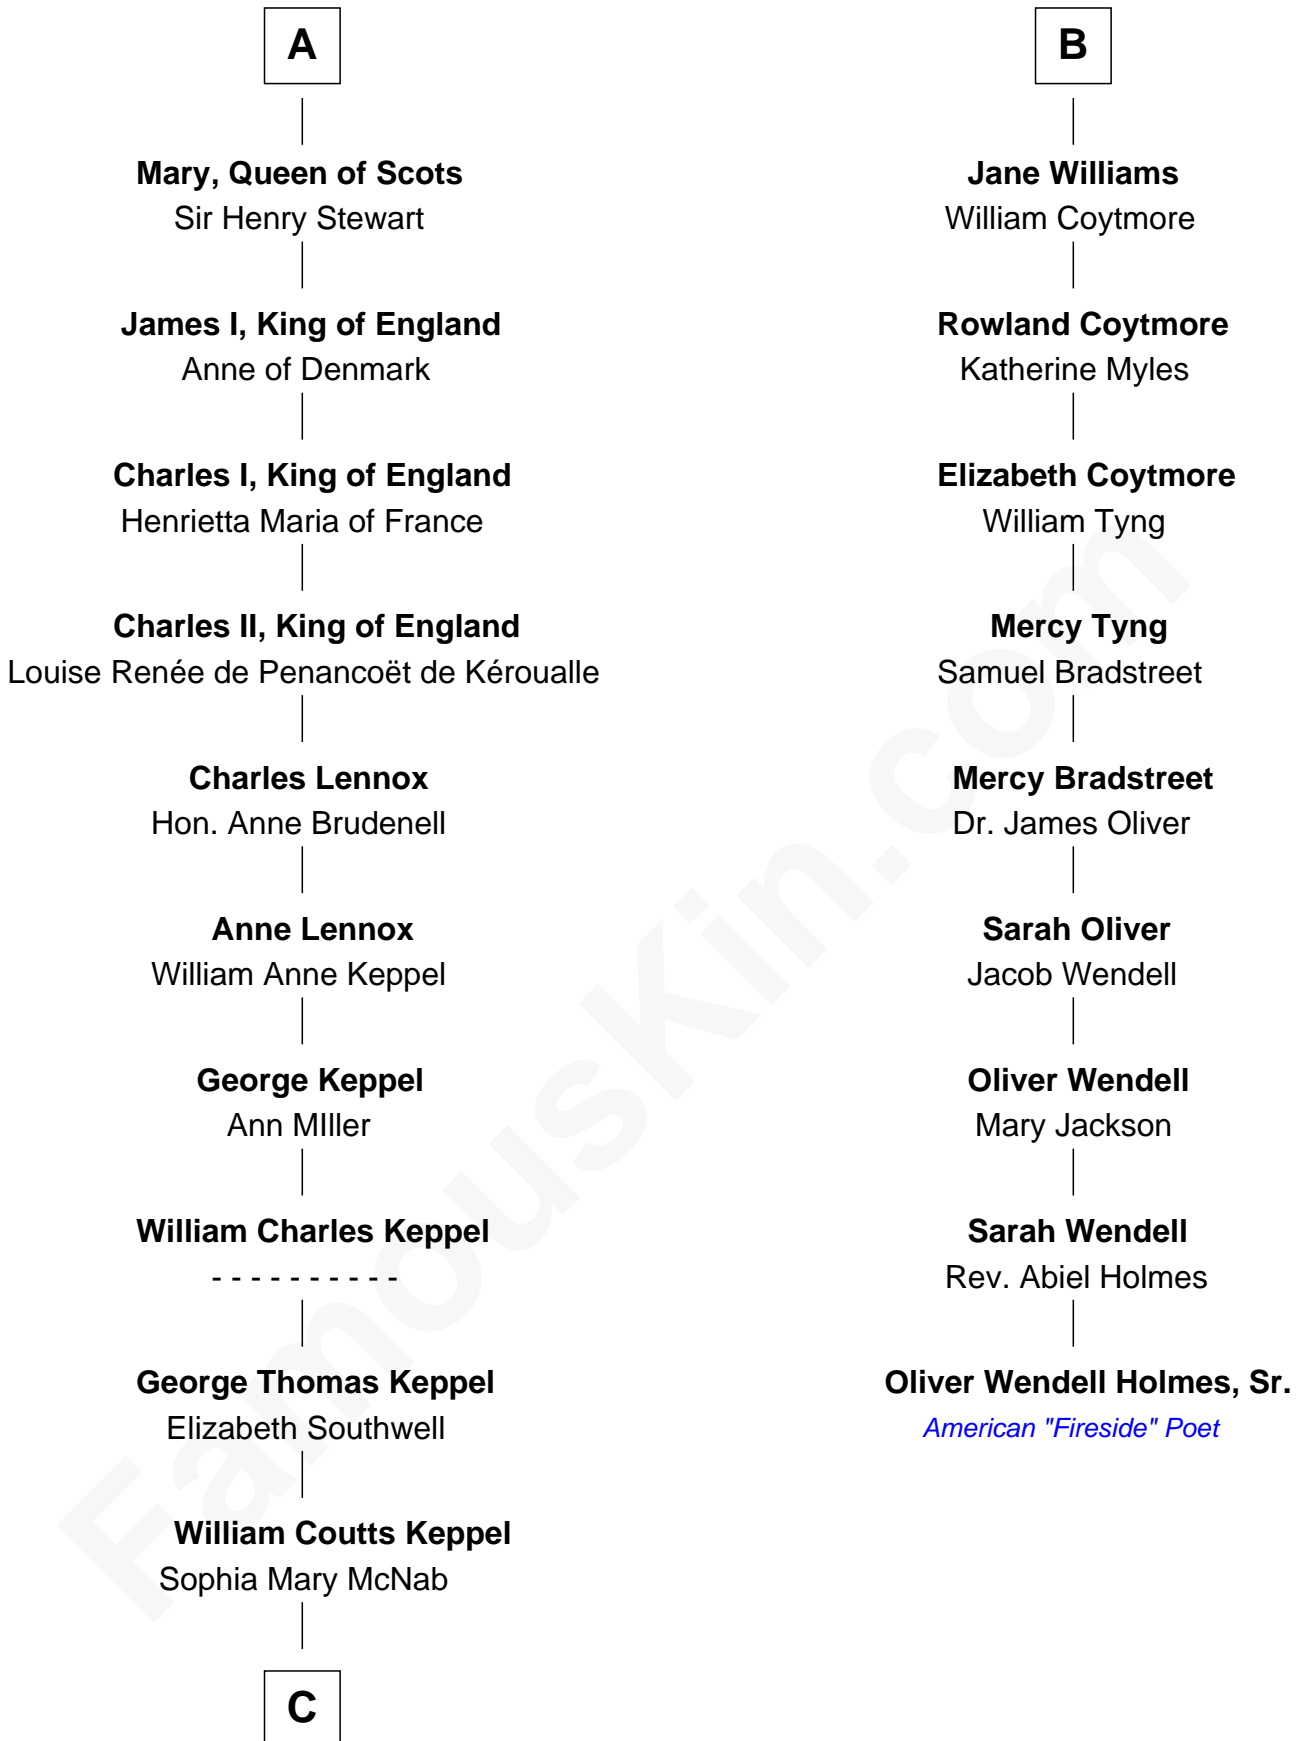 A
Mary, Queen of Scots
Sir Henry Stewart
James I, King of England
Anne of Denmark
Charles I, King of England
Henrietta Maria of France
Charles II, King of England
Louise Renée de Penancoët de Kéroualle
Charles Lennox
Hon. Anne Brudenell
Anne Lennox
William Anne Keppel
George Keppel
Ann MIller
William Charles Keppel
- - - - - - - - - -
George Thomas Keppel
Elizabeth Southwell
William Coutts Keppel
Sophia Mary McNab
C
B
Jane Williams
William Coytmore
Rowland Coytmore
Katherine Myles
Elizabeth Coytmore
William Tyng
Mercy Tyng
Samuel Bradstreet
Mercy Bradstreet
Dr. James Oliver
Sarah Oliver
Jacob Wendell
Oliver Wendell
Mary Jackson
Sarah Wendell
Rev. Abiel Holmes
Oliver Wendell Holmes, Sr.
American "Fireside" Poet
FamousKin.com